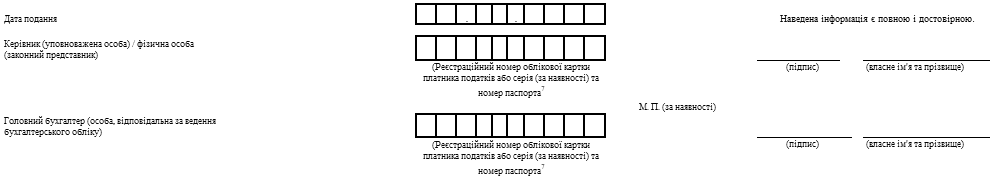 Дата подання
. .
Наведена інформація є повною і достовірною.
Керівник (уповноважена особа) / фізична особа
(законний представник)
(Реєстраційний номер облікової картки
платника податків або серія (за наявності) та
номер паспорта7
(підпис) (власне ім'я та прізвище)
М. П. (за наявності)
Головний бухгалтер (особа, відповідальна за ведення
бухгалтерського обліку)
(Реєстраційний номер облікової картки
платника податків або серія (за наявності) та
номер паспорта7
(підпис) (власне ім'я та прізвище)